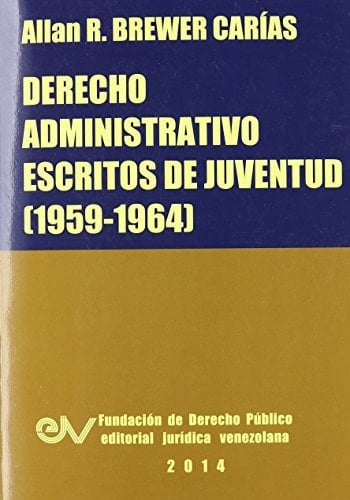 Allan R. BREWER CARÍAS
DERECHO
ADMINISTRATIVO
ESCRITOS DE JUVENTUD
(1959-1964)
Fundación de Derecho Público
editorial jurídica venezolana
2014